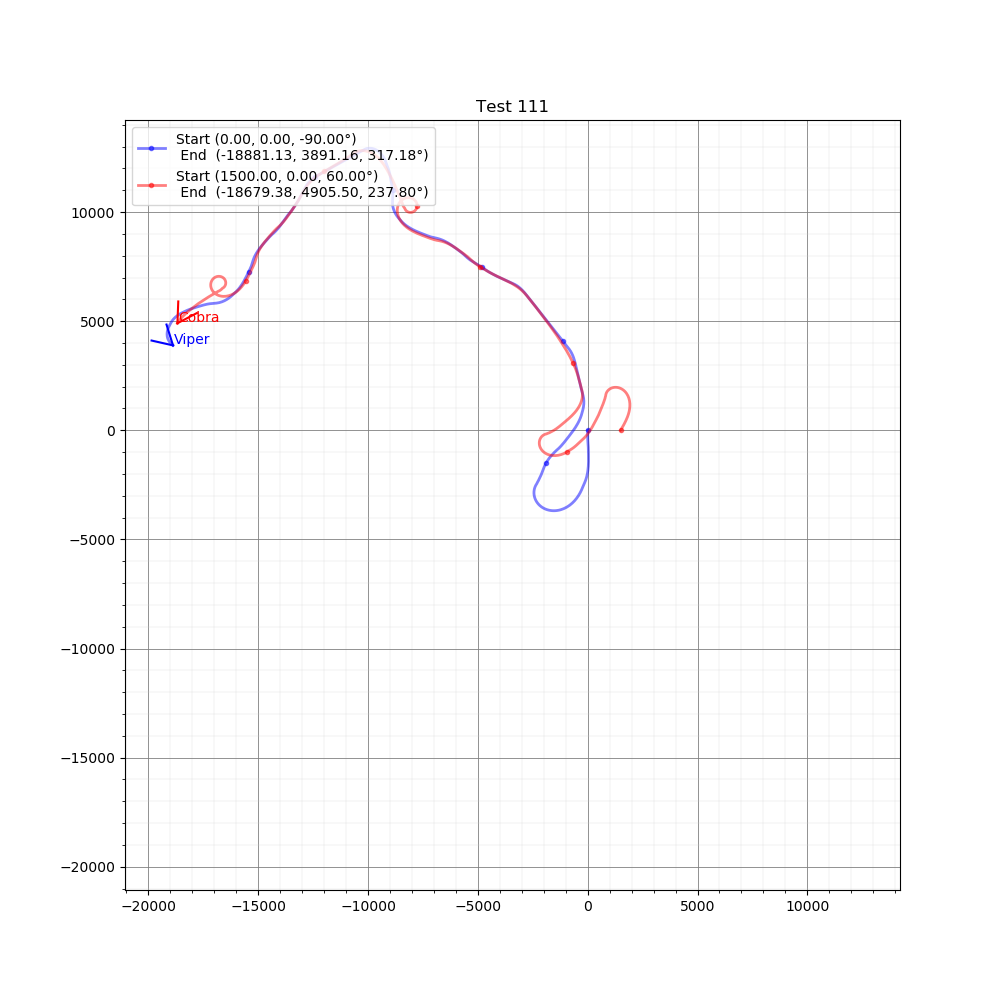 Test 111
Start (0.00, 0.00, -90.00°)
End  (-18881.13, 3891.16, 317.18°)
Start (1500.00, 0.00, 60.00°)
End  (-18679.38, 4905.50, 237.80°)
10000
5000
0
−5000
−10000
−15000
−20000
Cobra
Viper
−20000 −15000 −10000 −5000 0 5000 10000